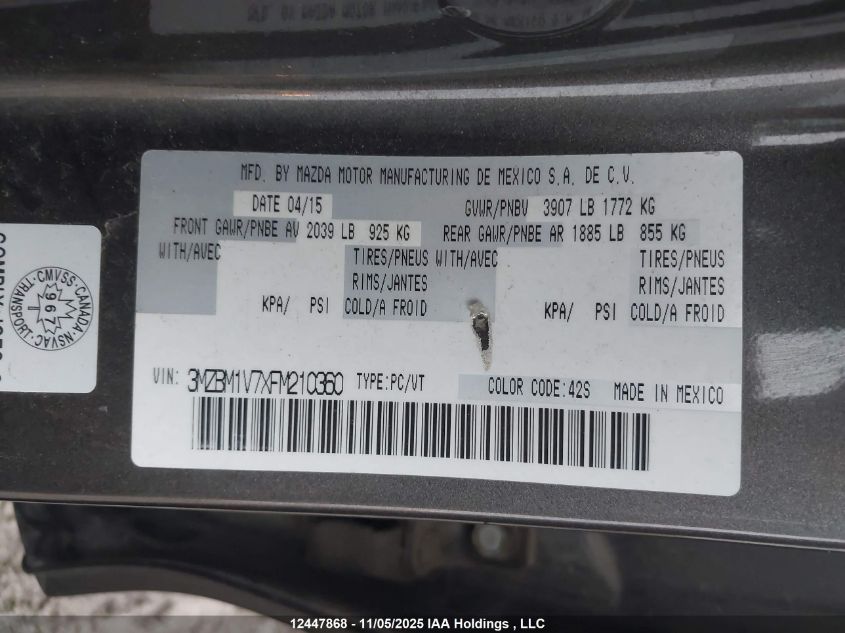 MFD. BY MAZDA MOTOR MANUFACTURING DE MEXICO S.A. DE C.V.
DATE 04/15 GVWR/PNBV 3907 LB 1772 KG
FRONT GAWR/PNBE AV 2039 LB 925 KG REAR GAWR/PNBE AR 1885 LB 855 KG
WITH/AVEC TIRES/PNEUS WITH/AVEC TIRES/PNEUS
RIMS/JANTES RIMS/JANTES
KPA/ PSI COLD/A FROID KPA/ PSI COLD/A FROID
VIN: 3MZBM1V7XFM210360 TYPE:PC/VT COLOR CODE:42S MADE IN MEXICO
TRANSPORT · CMVSS · CANADA · NSVAC
967
12447868 - 11/05/2025 IAA Holdings , LLC